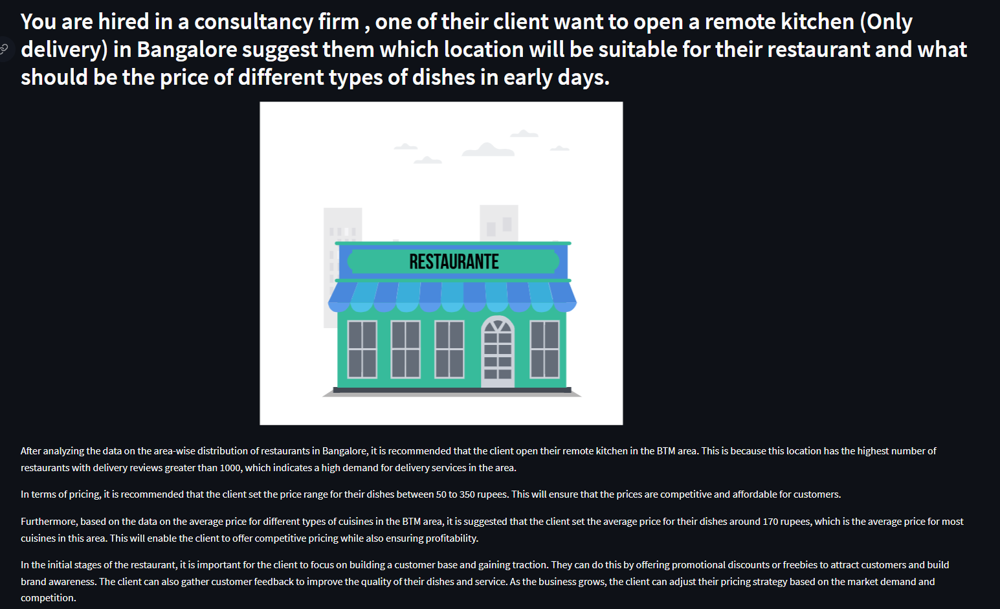 You are hired in a consultancy firm , one of their client want to open a remote kitchen (Only
delivery) in Bangalore suggest them which location will be suitable for their restaurant and what
should be the price of different types of dishes in early days.
RESTAURANTE
After analyzing the data on the area-wise distribution of restaurants in Bangalore, it is recommended that the client open their remote kitchen in the BTM area. This is because this location has the highest number of
restaurants with delivery reviews greater than 1000, which indicates a high demand for delivery services in the area.
In terms of pricing, it is recommended that the client set the price range for their dishes between 50 to 350 rupees. This will ensure that the prices are competitive and affordable for customers.
Furthermore, based on the data on the average price for different types of cuisines in the BTM area, it is suggested that the client set the average price for their dishes around 170 rupees, which is the average price for most
cuisines in this area. This will enable the client to offer competitive pricing while also ensuring profitability.
In the initial stages of the restaurant, it is important for the client to focus on building a customer base and gaining traction. They can do this by offering promotional discounts or freebies to attract customers and build
brand awareness. The client can also gather customer feedback to improve the quality of their dishes and service. As the business grows, the client can adjust their pricing strategy based on the market demand and
competition.